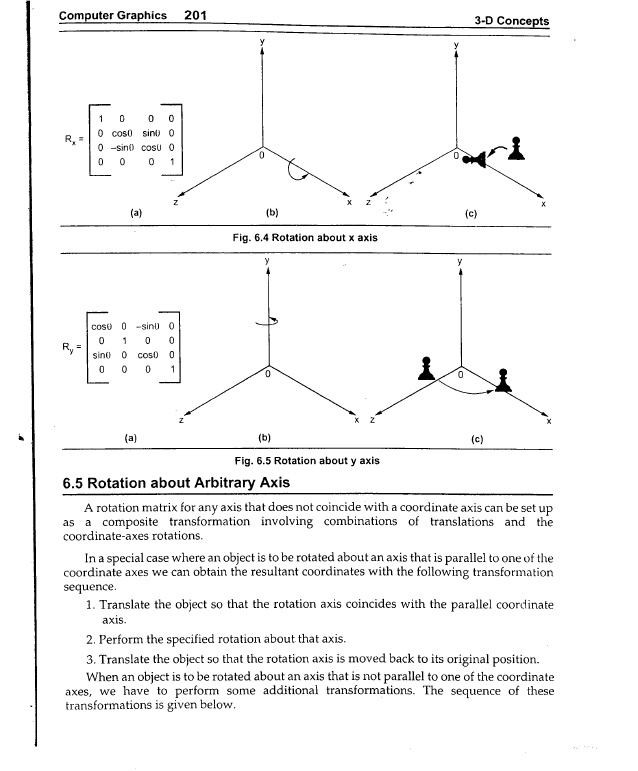 Computer Graphics 201
3-D Concepts
y
y
Rx =
1 0 0 0
0 cosθ sinθ 0
0 –sinθ cosθ 0
0 0 0 1
0
0
z
x
z
x
(a)
(b)
(c)
Fig. 6.4 Rotation about x axis
y
y
Ry =
cosθ 0 –sinθ 0
0 1 0 0
sinθ 0 cosθ 0
0 0 0 1
0
0
z
x
z
x
(a)
(b)
(c)
Fig. 6.5 Rotation about y axis
6.5 Rotation about Arbitrary Axis
A rotation matrix for any axis that does not coincide with a coordinate axis can be set up
as a composite transformation involving combinations of translations and the
coordinate-axes rotations.
In a special case where an object is to be rotated about an axis that is parallel to one of the
coordinate axes we can obtain the resultant coordinates with the following transformation
sequence.
1. Translate the object so that the rotation axis coincides with the parallel coordinate
axis.
2. Perform the specified rotation about that axis.
3. Translate the object so that the rotation axis is moved back to its original position.
When an object is to be rotated about an axis that is not parallel to one of the coordinate
axes, we have to perform some additional transformations. The sequence of these
transformations is given below.